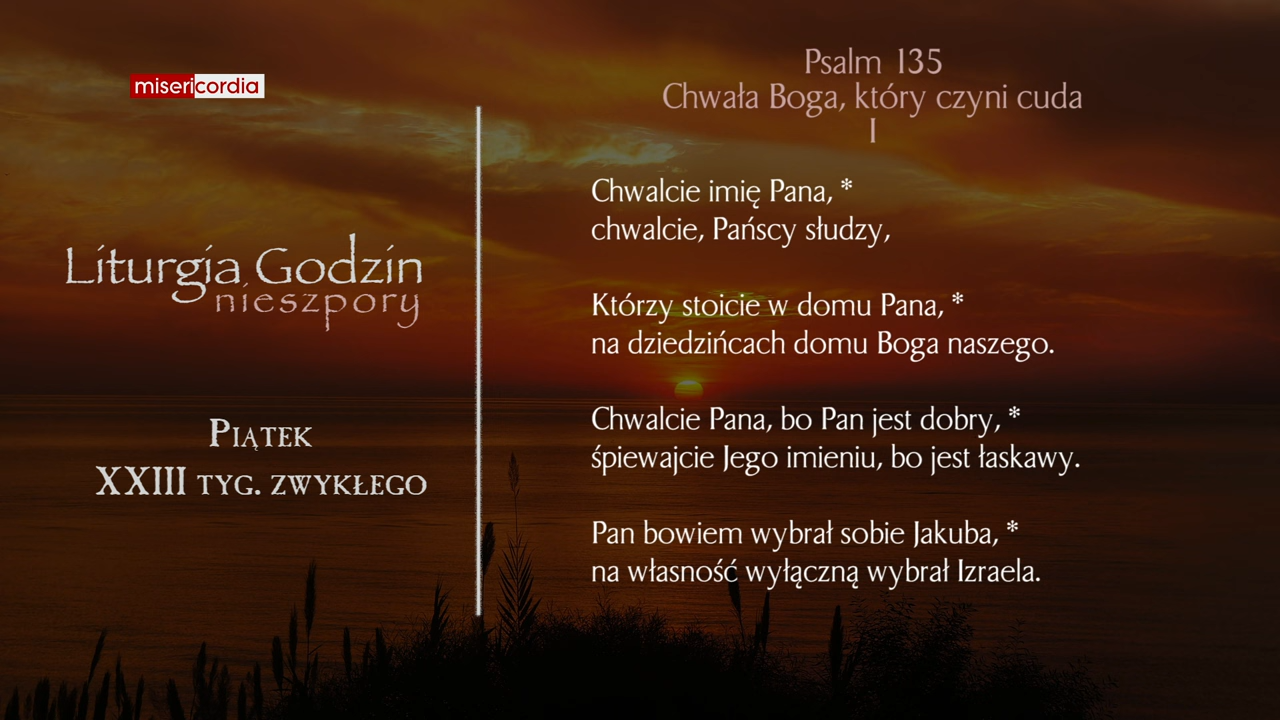 misericordia
Liturgia Godzin
nieszpory
Piątek
XXIII tyg. zwykłego
Psalm 135
Chwała Boga, który czyni cuda
I
Chwalcie imię Pana, *
chwalcie, Pańscy słudzy,
Którzy stoicie w domu Pana, *
na dziedzińcach domu Boga naszego.
Chwalcie Pana, bo Pan jest dobry, *
śpiewajcie Jego imieniu, bo jest łaskawy.
Pan bowiem wybrał sobie Jakuba, *
na własność wyłączną wybrał Izraela.